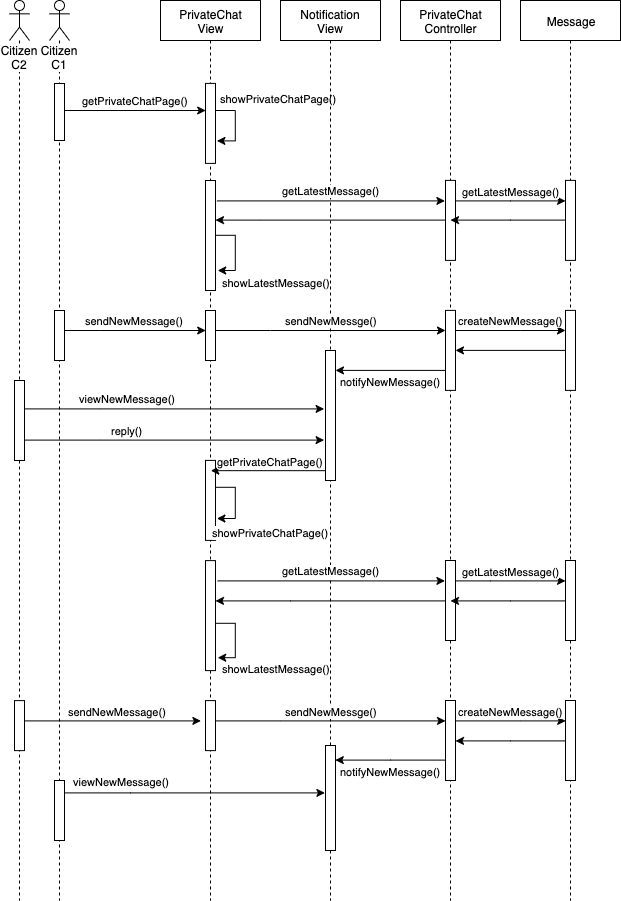 Citizen
C2
Citizen
C1
PrivateChat
View
Notification
View
PrivateChat
Controller
Message
getPrivateChatPage()
showPrivateChatPage()
getLatestMessage()
getLatestMessage()
showLatestMessage()
sendNewMessage()
sendNewMessge()
createNewMessage()
notifyNewMessage()
viewNewMessage()
reply()
getPrivateChatPage()
showPrivateChatPage()
getLatestMessage()
getLatestMessage()
showLatestMessage()
sendNewMessage()
sendNewMessge()
createNewMessage()
notifyNewMessage()
viewNewMessage()